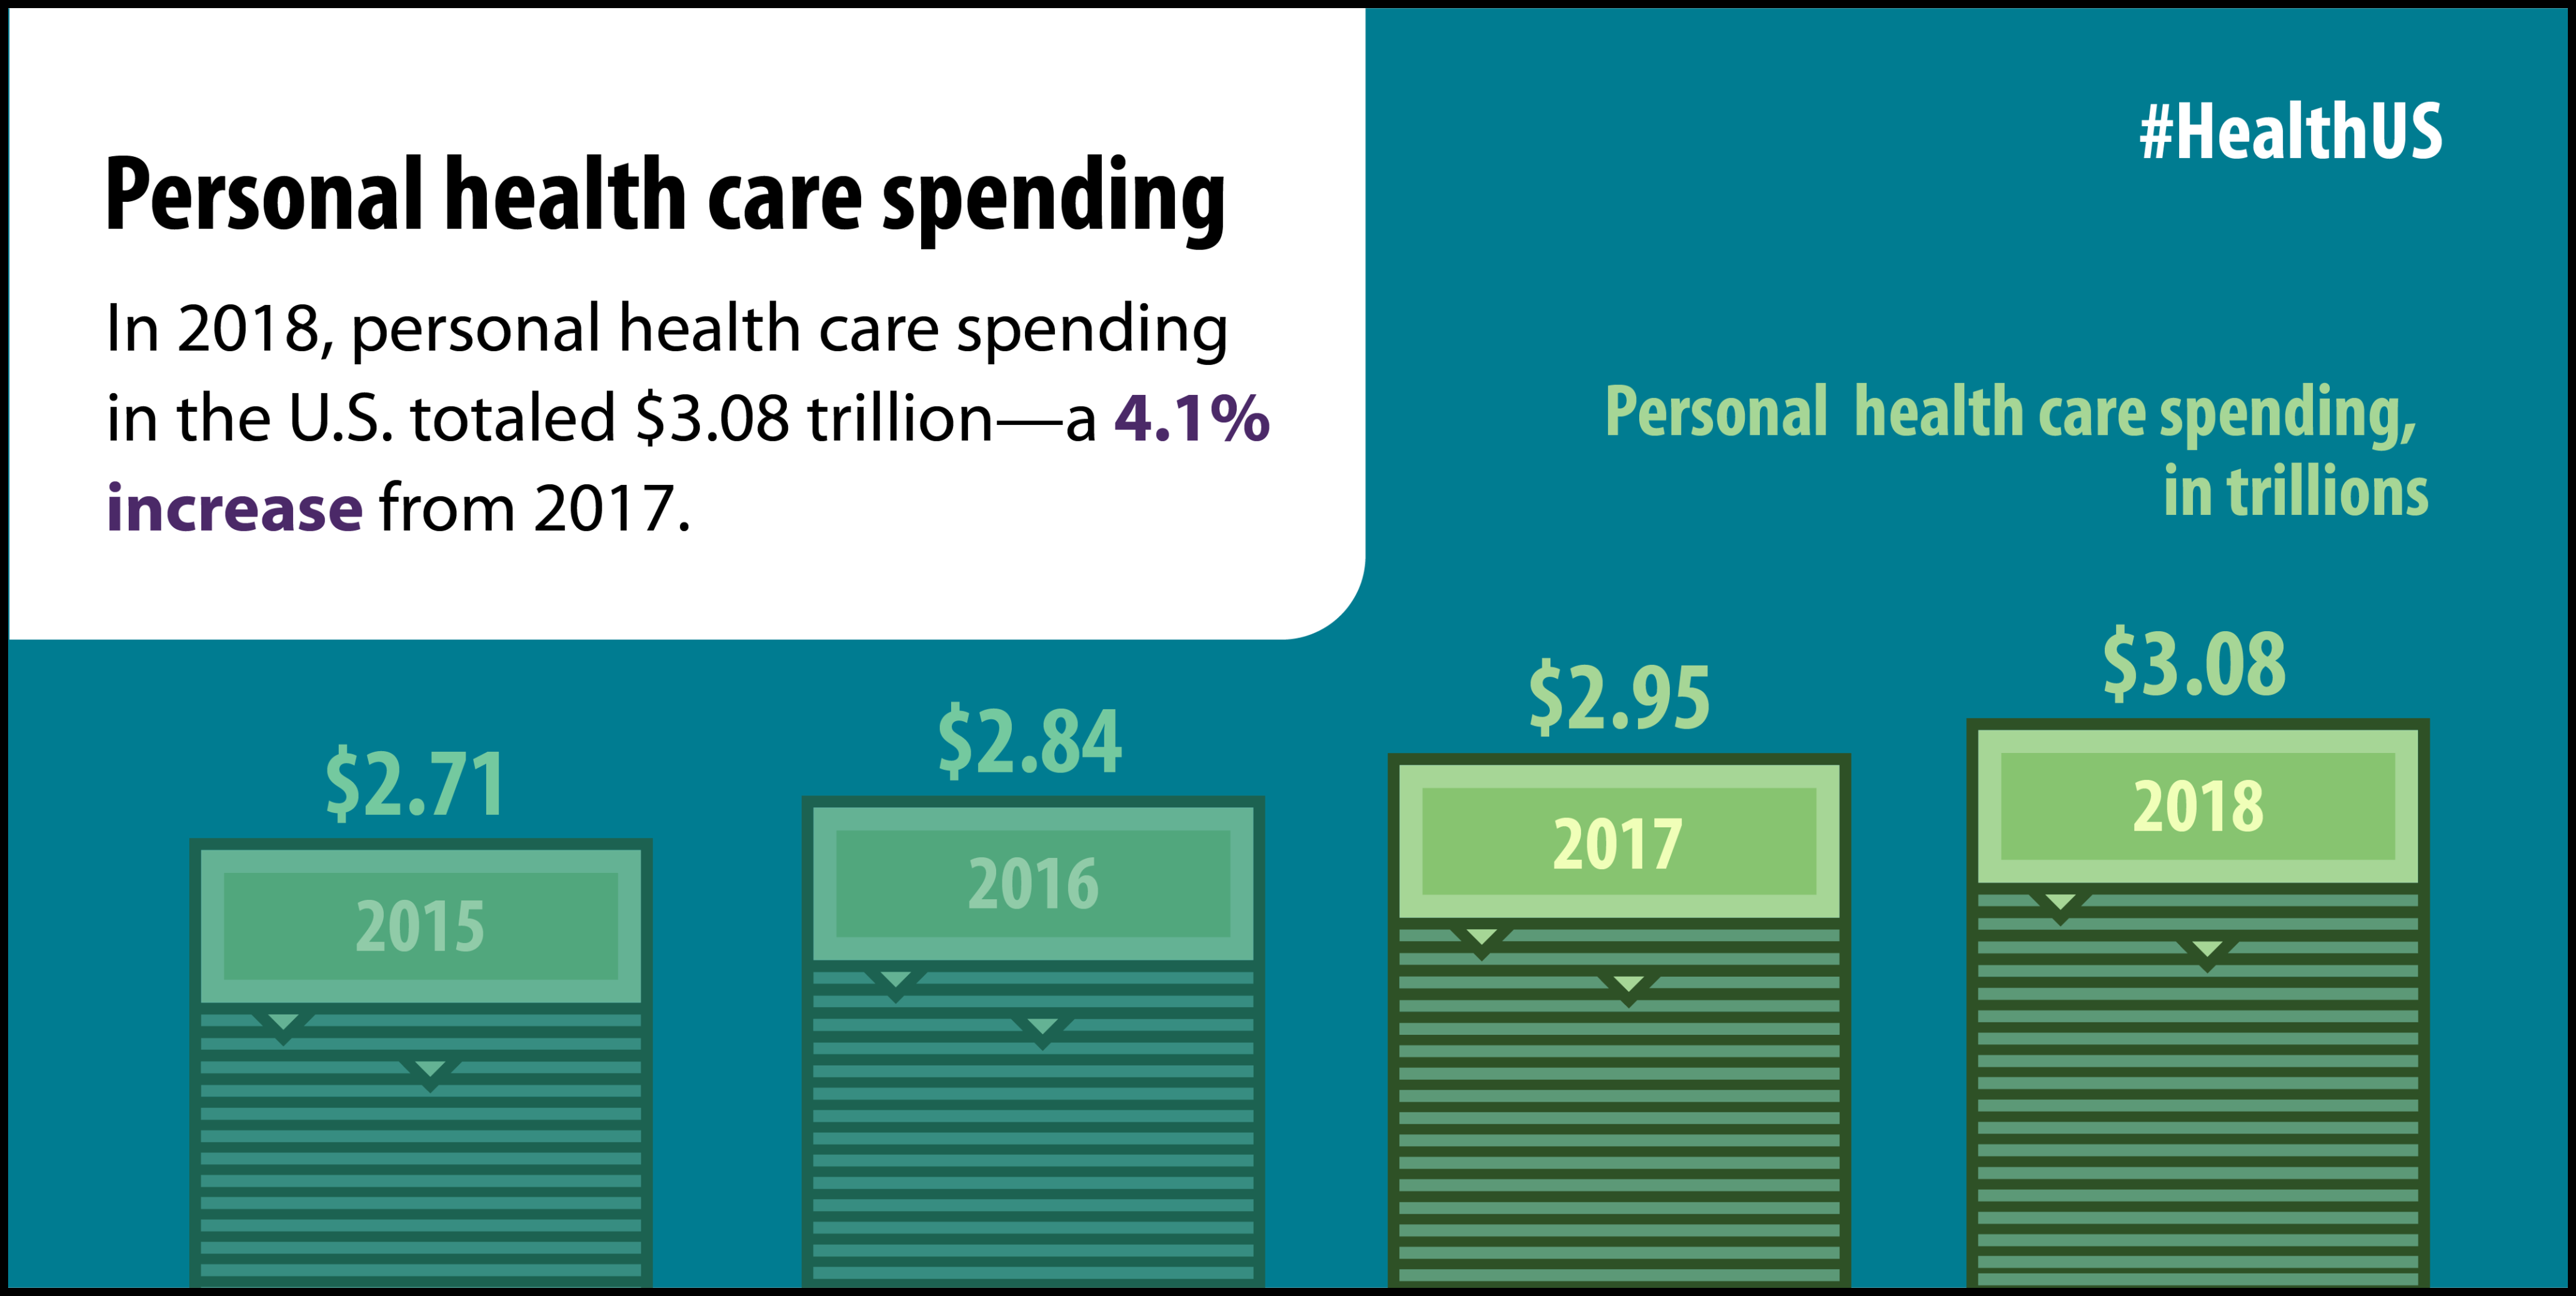 Personal health care spending
In 2018, personal health care spending
in the U.S. totaled $3.08 trillion—a 4.1%
increase from 2017.
#HealthUS
Personal health care spending,
in trillions
$2.71
2015
$2.84
2016
$2.95
2017
$3.08
2018